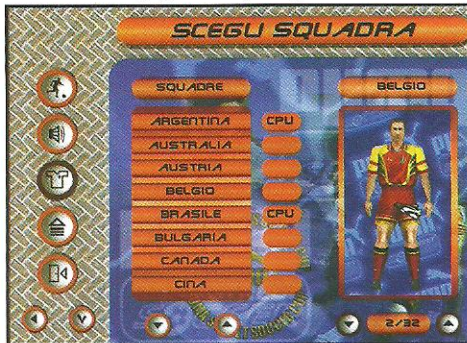 SCEGLI SQUADRA
SQUADRE
BELGIO
ARGENTINA
CPU
AUSTRALIA
AUSTRIA
BELGIO
BRASILE
CPU
BULGARIA
CANADA
CINA
2/32